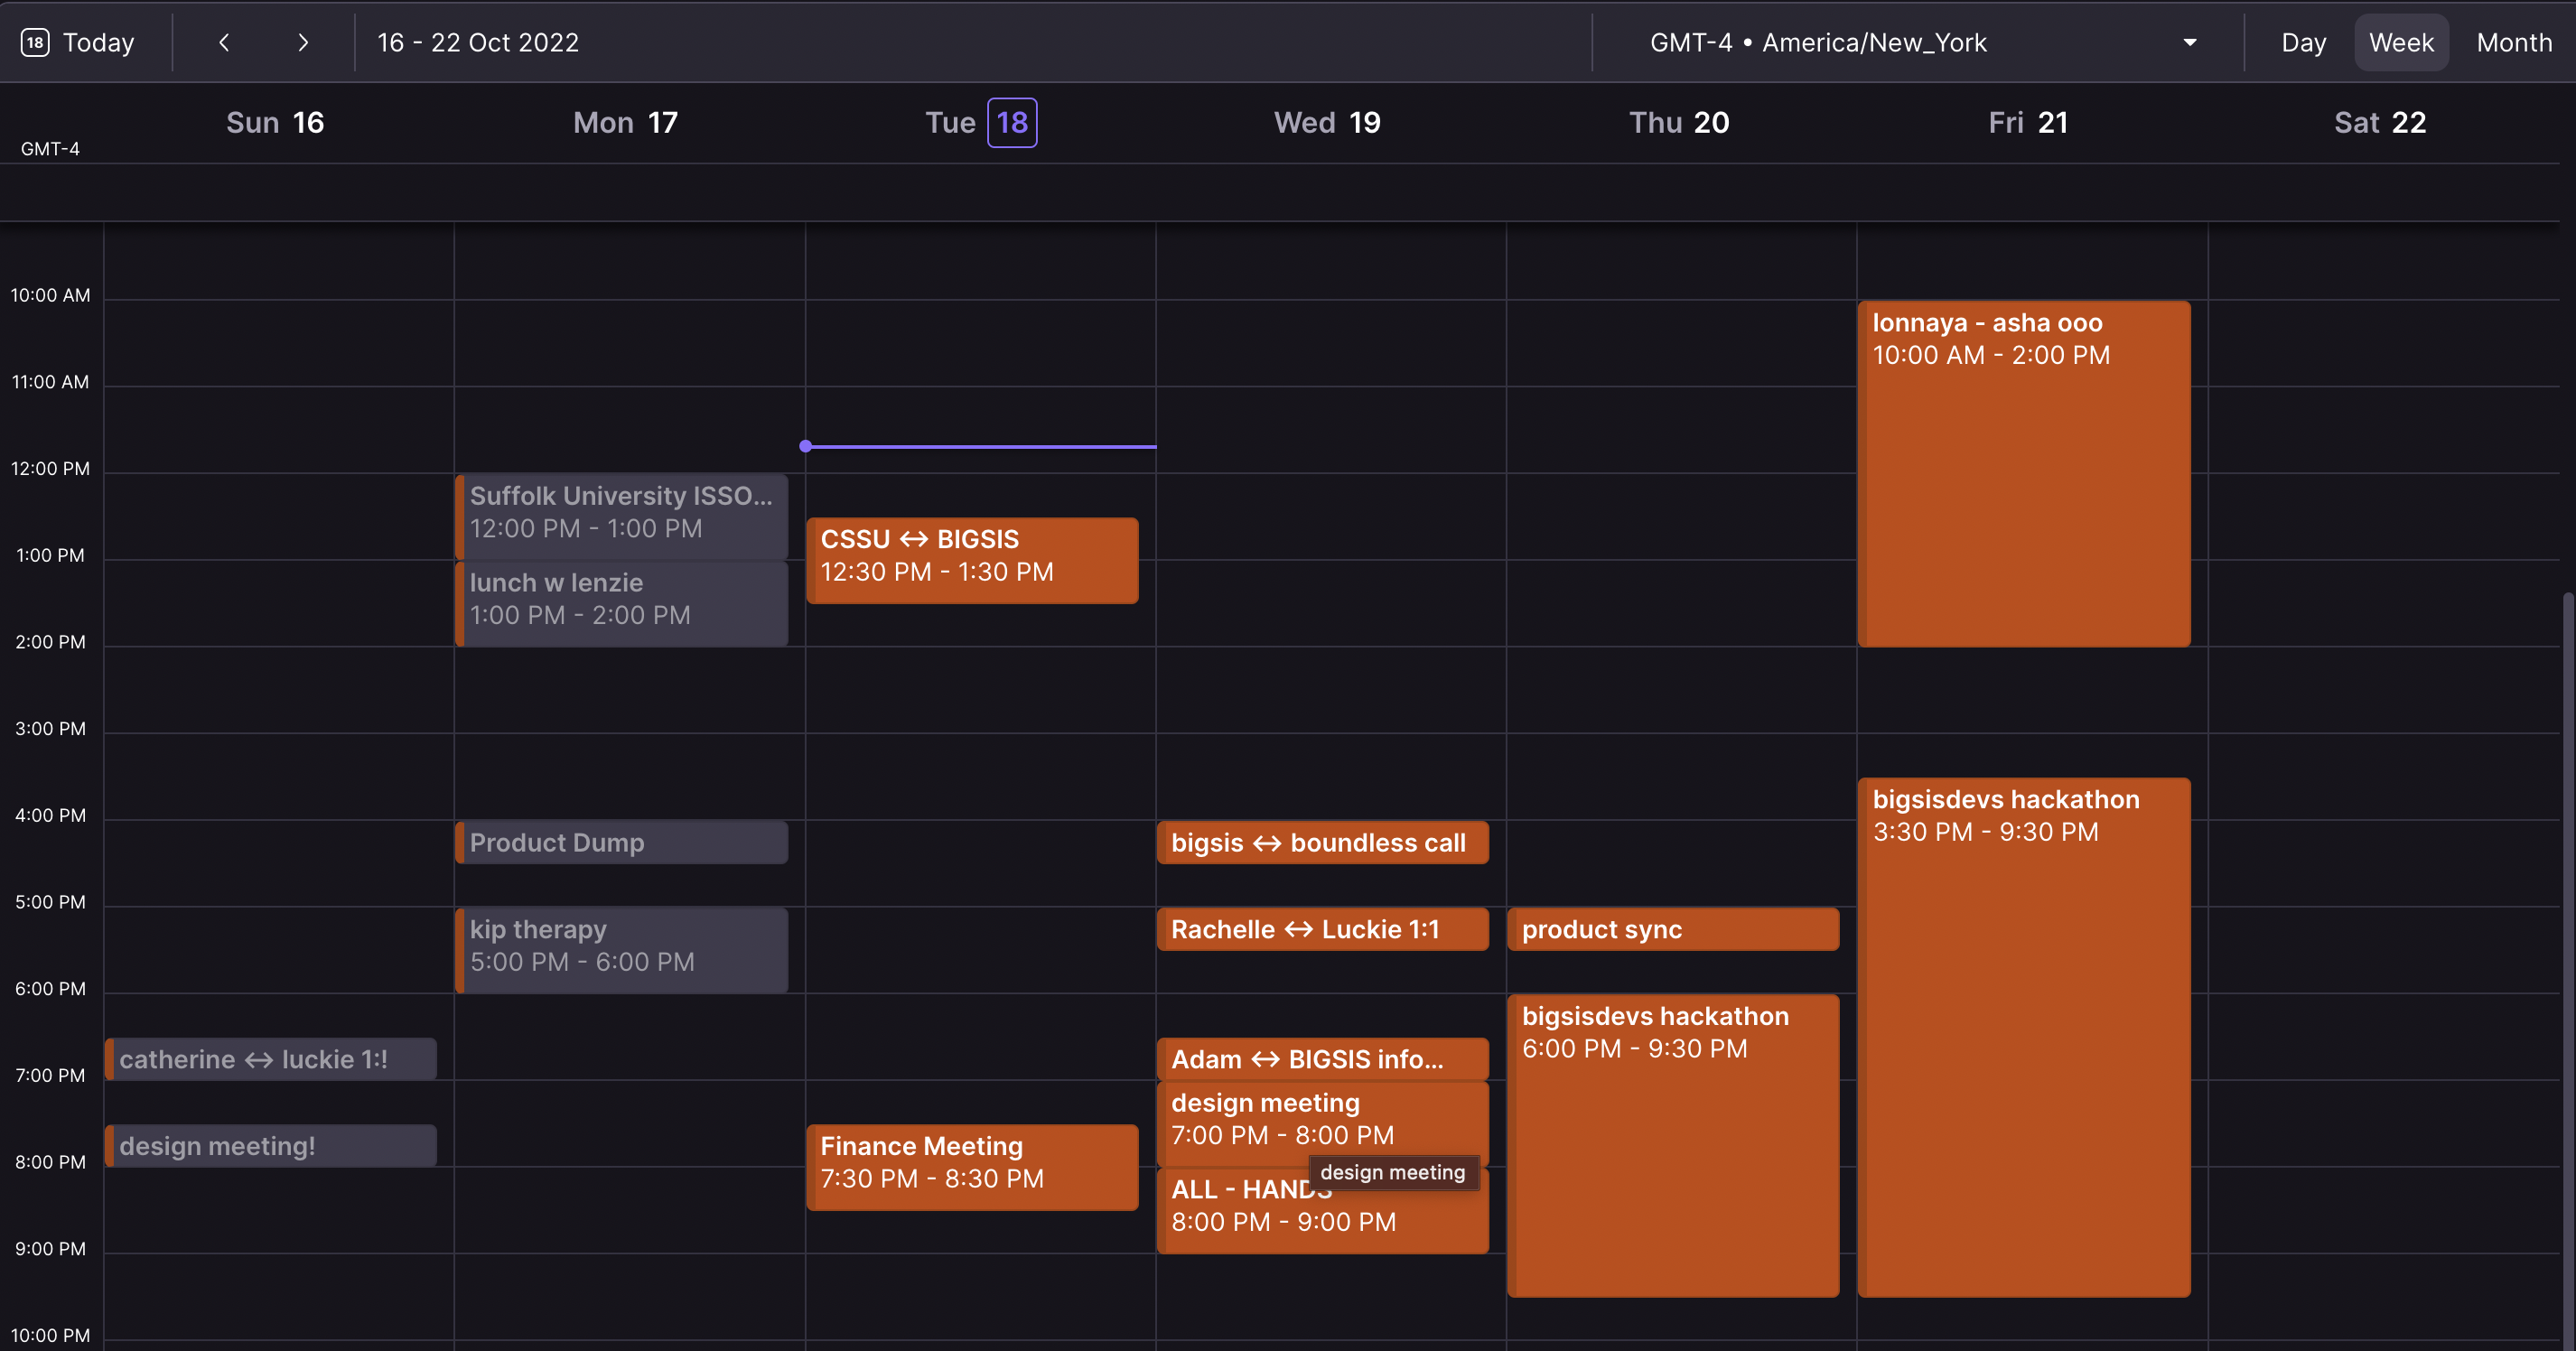 18 Today
16 - 22 Oct 2022
GMT-4 • America/New_York
Day Week Month
GMT-4
Sun 16
Mon 17
Tue 18
Wed 19
Thu 20
Fri 21
Sat 22
10:00 AM
11:00 AM
12:00 PM
1:00 PM
2:00 PM
3:00 PM
4:00 PM
5:00 PM
6:00 PM
7:00 PM
8:00 PM
9:00 PM
10:00 PM
catherine <-> luckie 1:!
design meeting!
Suffolk University ISSO...
12:00 PM - 1:00 PM
lunch w lenzie
1:00 PM - 2:00 PM
Product Dump
kip therapy
5:00 PM - 6:00 PM
CSSU <-> BIGSIS
12:30 PM - 1:30 PM
Finance Meeting
7:30 PM - 8:30 PM
bigsis <-> boundless call
Rachelle <-> Luckie 1:1
Adam <-> BIGSIS info...
design meeting
7:00 PM - 8:00 PM
design meeting
ALL - HANDS
8:00 PM - 9:00 PM
product sync
bigsisdevs hackathon
6:00 PM - 9:30 PM
lonnaya - asha ooo
10:00 AM - 2:00 PM
bigsisdevs hackathon
3:30 PM - 9:30 PM